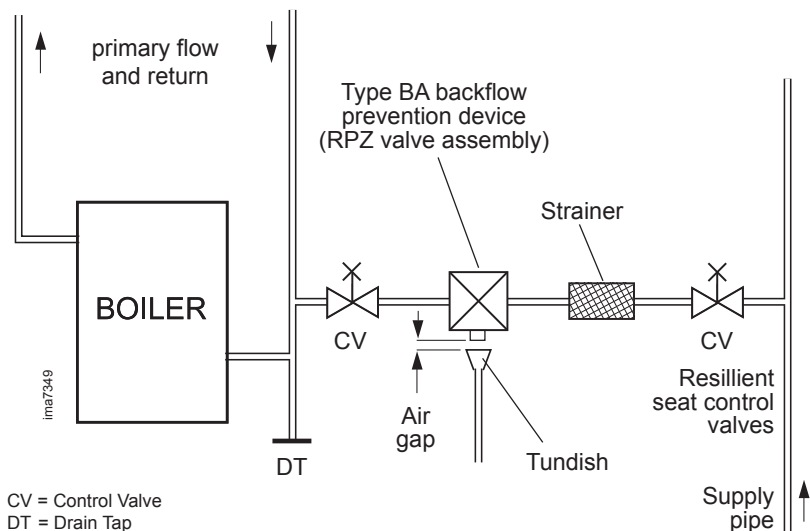 primary flow
and return
Type BA backflow
prevention device
(RPZ valve assembly)
Strainer
BOILER
CV
CV
ima7349
Air
gap
Resillient
seat control
valves
Tundish
DT
CV = Control Valve
DT = Drain Tap
Supply
pipe